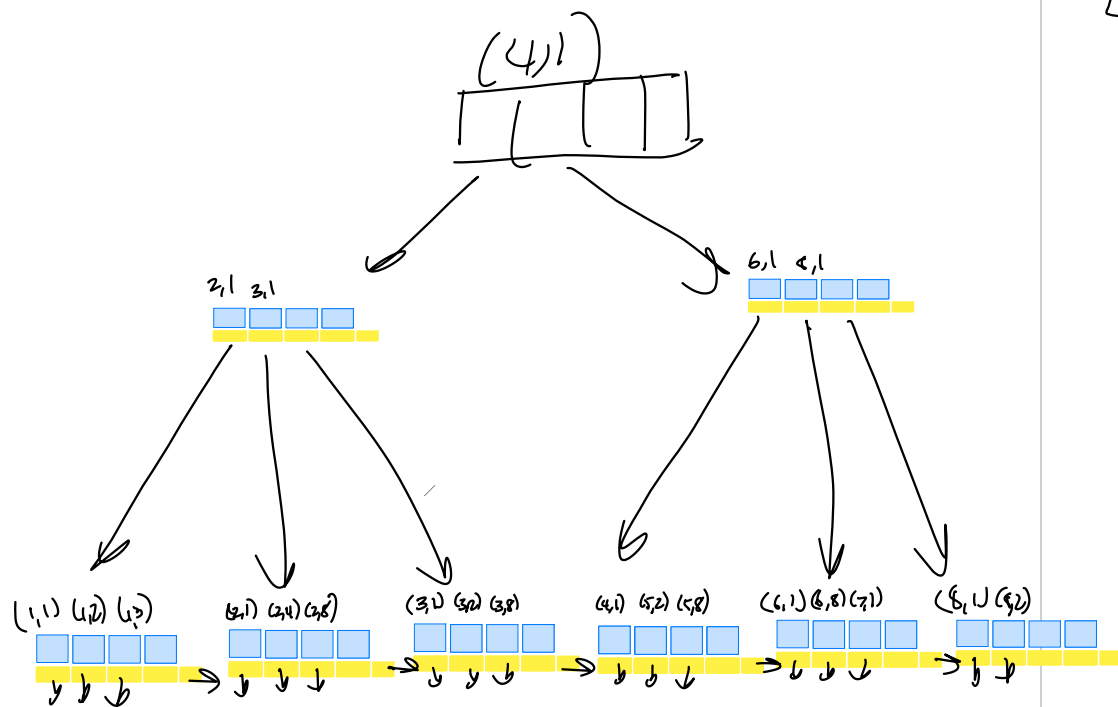 (4,1)
6,1 8,1
2,1 3,1
(1,1) (1,2) (1,3)
(2,1) (2,4) (2,8)
(3,1) (3,2) (3,8)
(4,1) (5,2) (5,8)
(6,1) (6,8) (7,1)
(8,1) (9,2)